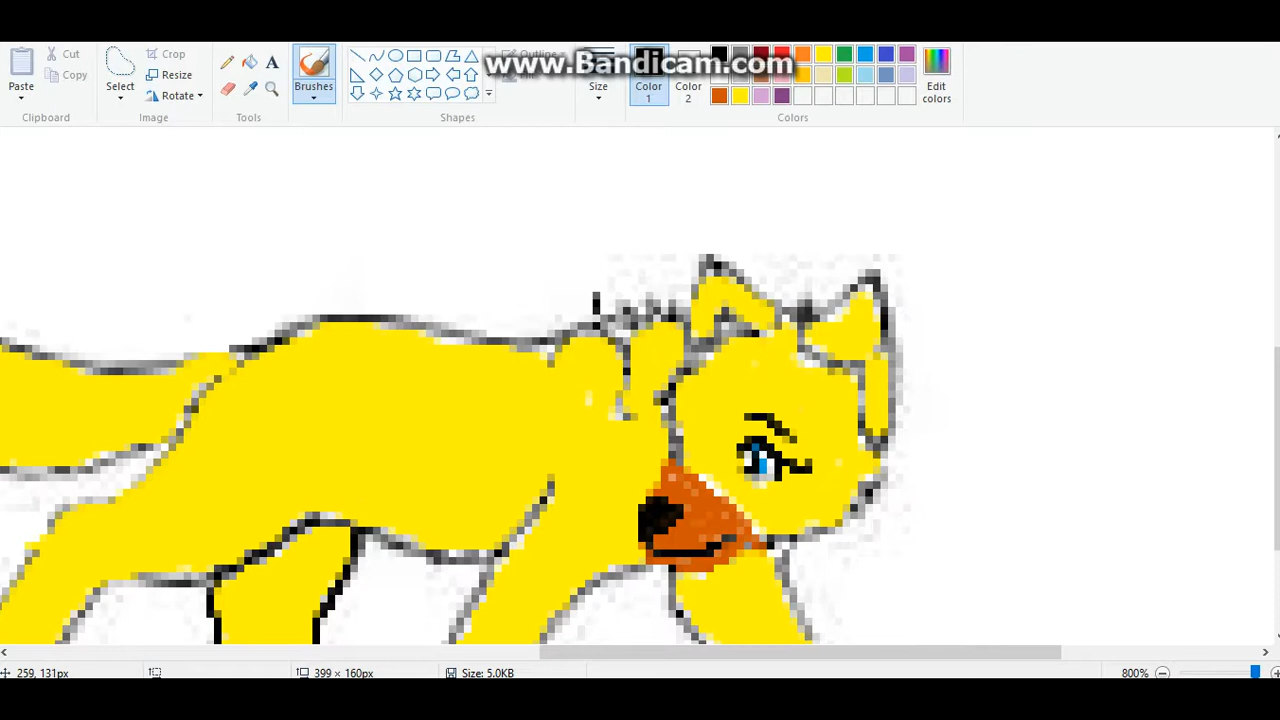 www.Bandicam.com
Cut
Copy
Paste
Clipboard
Crop
Resize
Rotate
Select
Image
Tools
Brushes
Shapes
Outline
Size
Color
1
Color
2
Colors
Edit
colors
259, 131px
399 × 160px
Size: 5.0KB
800%